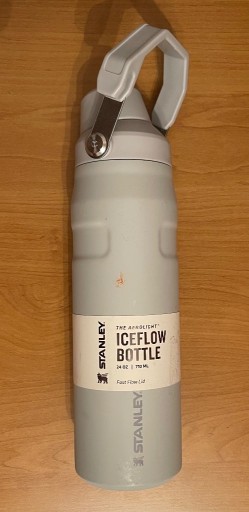 STANLEY
THE AEROLIGHT™
ICEFLOW
BOTTLE
24 OZ | 710 ML
Fast Flow Lid
STANLEY